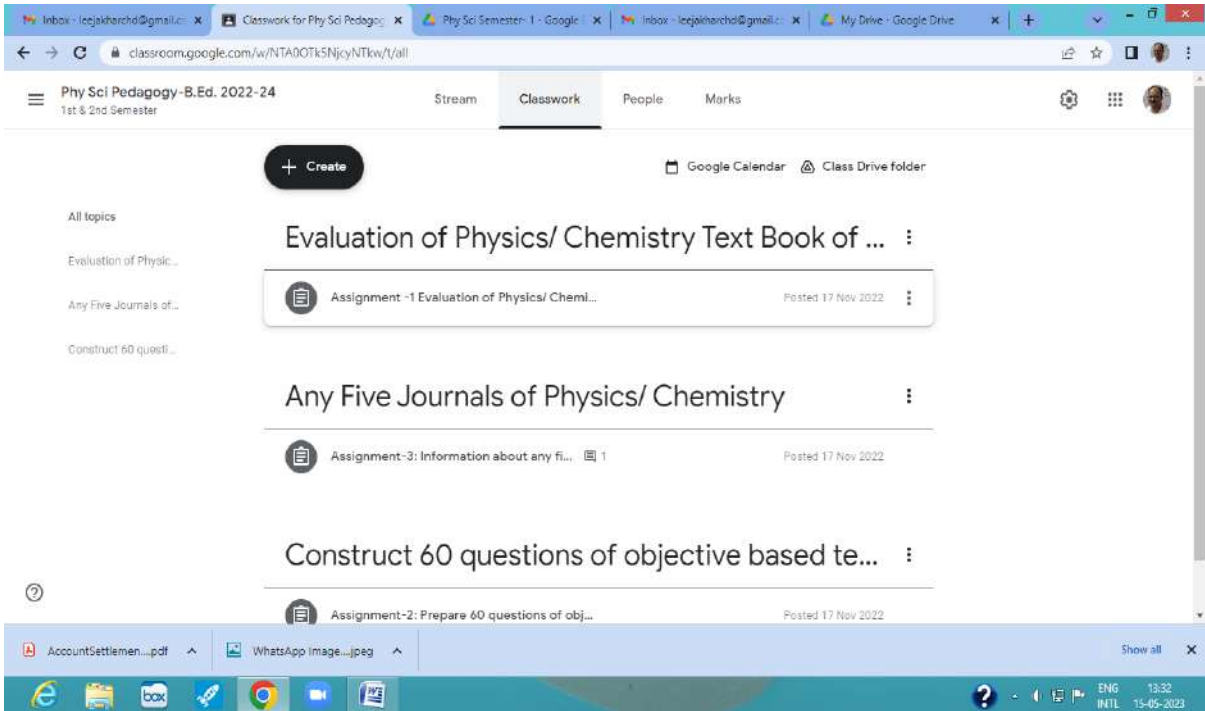 Inbox - leejakharchd@gmail.c
Classwork for Phy Sci Pedagog
Phy Sci Semester- 1 - Google
Inbox - leejakharchd@gmail.c
My Drive - Google Drive
classroom.google.com/w/NTA0OTk5NjcyNTkw/t/all
Phy Sci Pedagogy-B.Ed. 2022-24
1st & 2nd Semester
Stream
Classwork
People
Marks
+ Create
Google Calendar
Class Drive folder
All topics
Evaluation of Physic...
Any Five Journals of...
Construct 60 questi...
Evaluation of Physics/ Chemistry Text Book of ...
Assignment -1 Evaluation of Physics/ Chemi...
Posted 17 Nov 2022
Any Five Journals of Physics/ Chemistry
Assignment-3: Information about any fi...
1
Posted 17 Nov 2022
Construct 60 questions of objective based te...
Assignment-2: Prepare 60 questions of obj...
Posted 17 Nov 2022
AccountSettlemen....pdf
WhatsApp Image....jpeg
Show all
box
ENG
INTL
13:32
15-05-2023